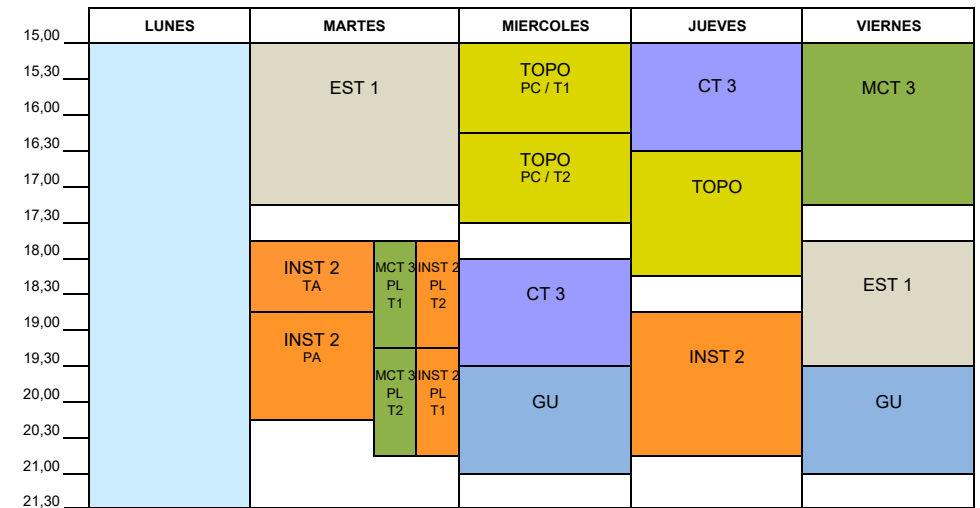 LUNES MARTES MIERCOLES JUEVES VIERNES
15,00
15,30
16,00
16,30
17,00
17,30
18,00
18,30
19,00
19,30
20,00
20,30
21,00
21,30
EST 1
INST 2
TA
INST 2
PA
MCT 3
PL
T1
INST 2
PL
T2
MCT 3
PL
T2
INST 2
PL
T1
TOPO
PC / T1
TOPO
PC / T2
CT 3
GU
CT 3
TOPO
INST 2
MCT 3
EST 1
GU